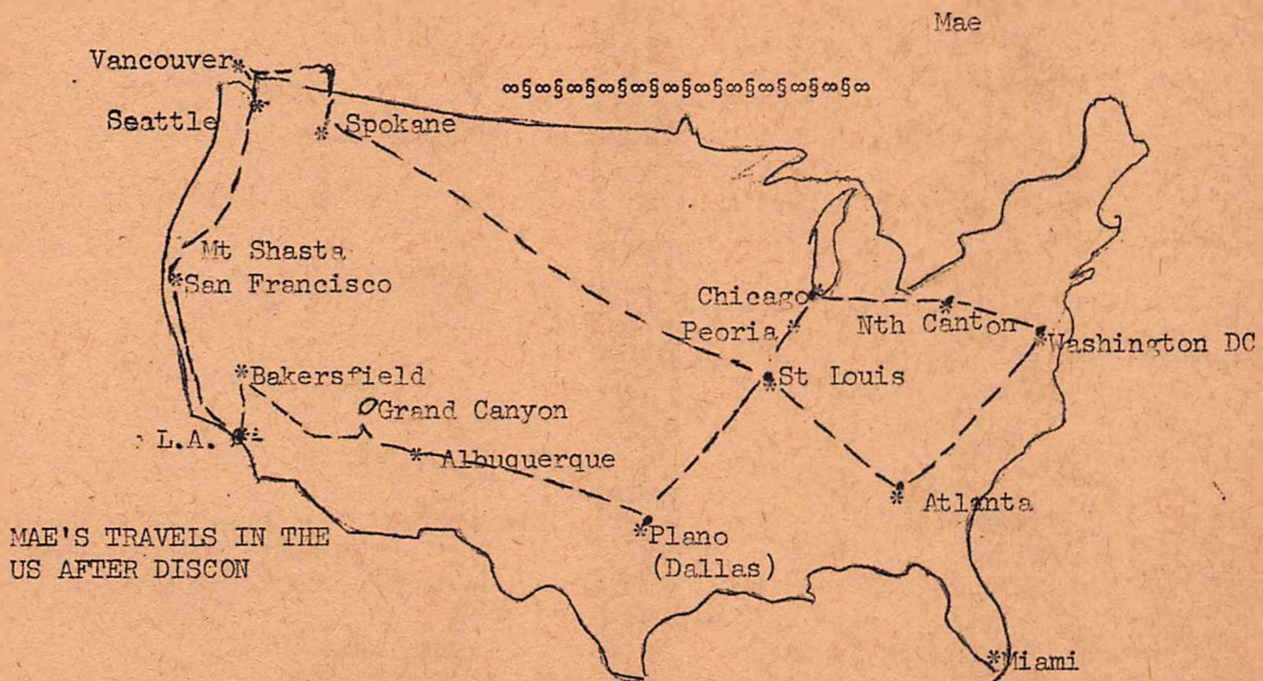 Mae
∞§∞§∞§∞§∞§∞§∞§∞§∞§∞§∞§∞
Vancouver
Seattle
Spokane
Mt Shasta
San Francisco
Chicago
Peoria
Nth Canton
Washington DC
St Louis
Bakersfield
Grand Canyon
L.A.
Albuquerque
Atlanta
MAE'S TRAVELS IN THE
US AFTER DISCON
Plano
(Dallas)
Miami